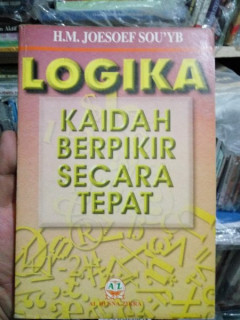 H.M. JOESOEF SOU'YB
LOGIKA
KAIDAH
BERPIKIR
SECARA
TEPAT